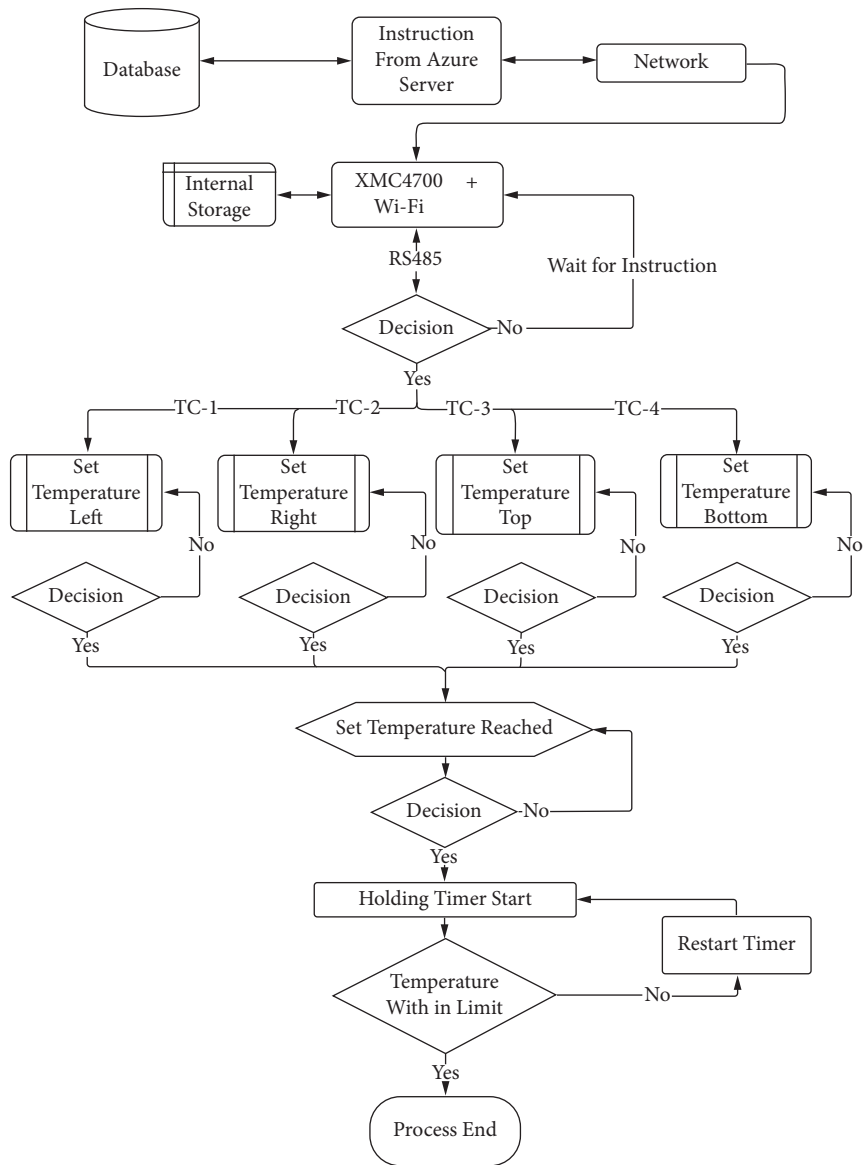 Database
Instruction
From Azure
Server
Network
Internal
Storage
XMC4700 +
Wi-Fi
RS485
Wait for Instruction
Decision
No
Yes
TC-1
TC-2
TC-3
TC-4
Set
Temperature
Left
Set
Temperature
Right
Set
Temperature
Top
Set
Temperature
Bottom
No
No
No
No
Decision
Decision
Decision
Decision
Yes
Yes
Yes
Yes
Set Temperature Reached
Decision
No
Yes
Holding Timer Start
Restart Timer
Temperature
With in Limit
No
Yes
Process End